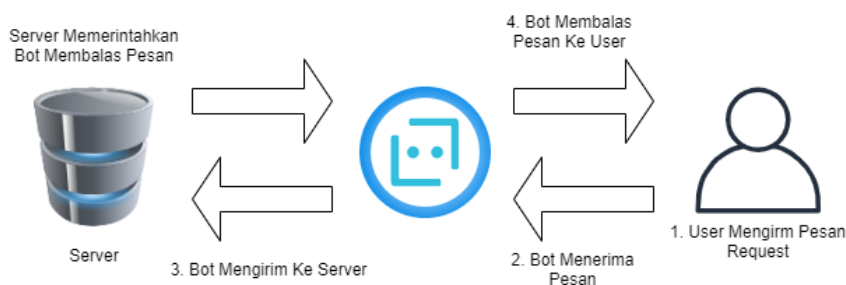 Server Memerintahkan
Bot Membalas Pesan
4. Bot Membalas
Pesan Ke User
Server
3. Bot Mengirim Ke Server
2. Bot Menerima
Pesan
1. User Mengirm Pesan
Request